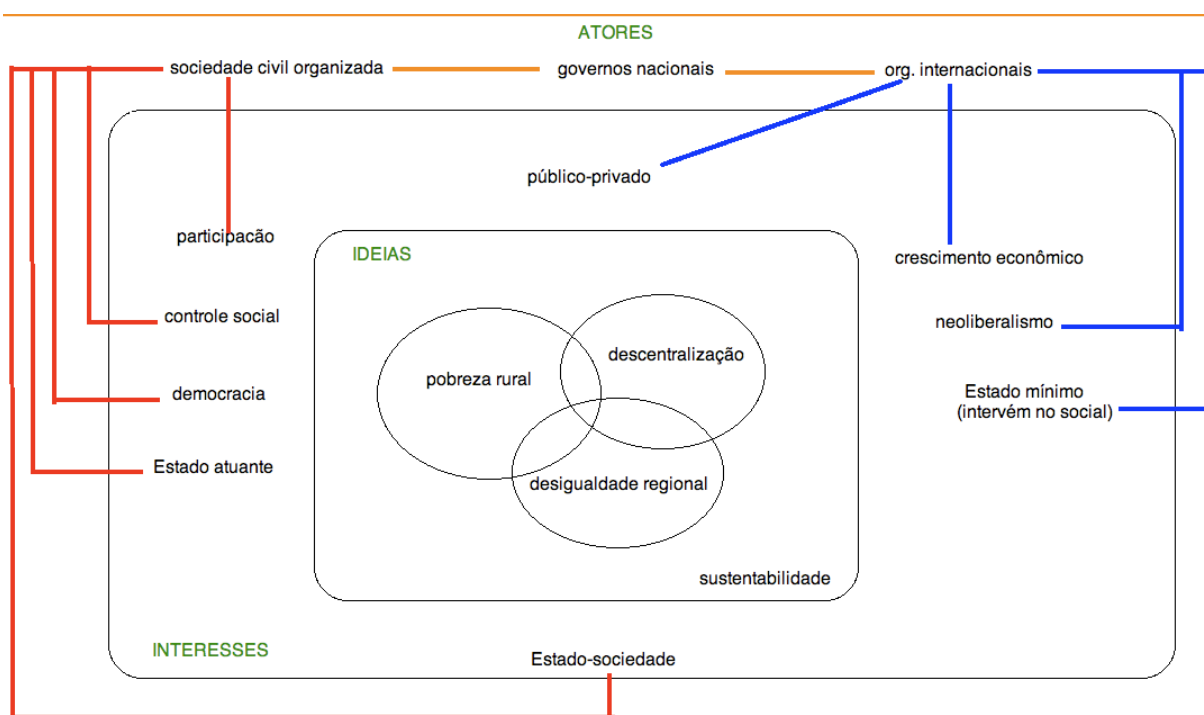 ATORES
sociedade civil organizada
governos nacionais
org. internacionais
público-privado
participacão
IDEIAS
crescimento econômico
controle social
neoliberalismo
descentralização
pobreza rural
democracia
Estado mínimo
(intervém no social)
Estado atuante
desigualdade regional
sustentabilidade
INTERESSES
Estado-sociedade